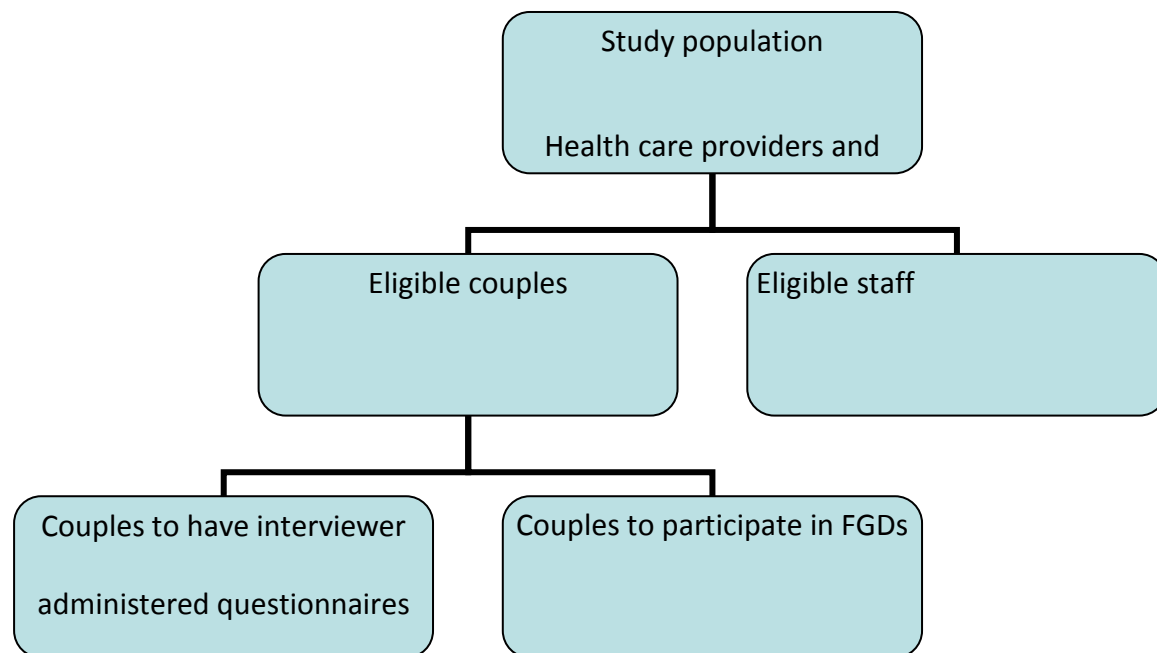 Study population
Health care providers and
Eligible couples
Eligible staff
Couples to have interviewer
administered questionnaires
Couples to participate in FGDs